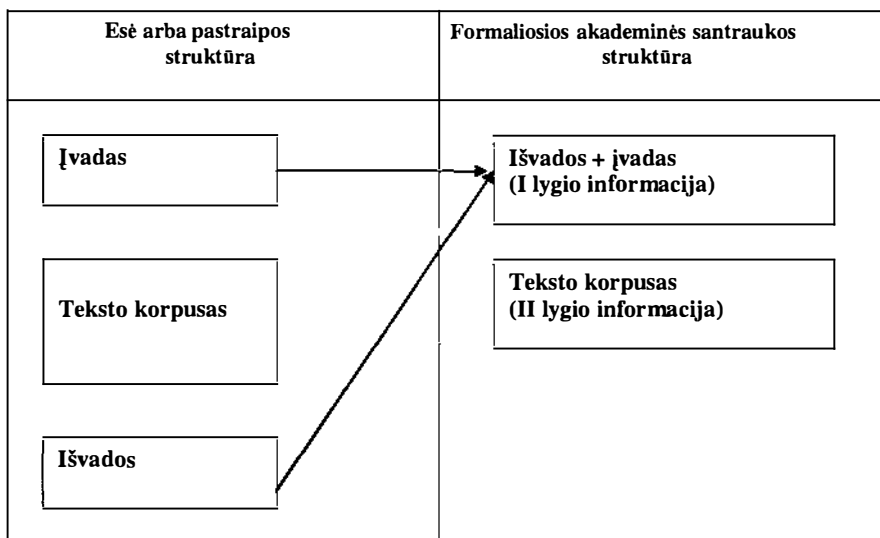 Esė arba pastraipos
struktūra
Formaliosios akademinės santraukos
struktūra
Įvadas
Teksto korpusas
Išvados
Išvados + įvadas
(I lygio informacija)
Teksto korpusas
(II lygio informacija)